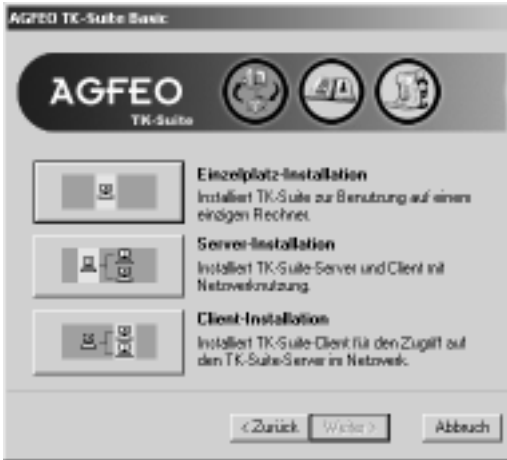 AGFEO TK-Suite Basic
AGFEO
TK-Suite
Einzelplatz-Installation
Installiert TK-Suite zur Benutzung auf einem
einzigen Rechner.
Server-Installation
Installiert TK-Suite-Server und Client mit
Netzwerknutzung.
Client-Installation
Installiert TK-Suite-Client für den Zugriff auf
den TK-Suite-Server im Netzwerk.
< Zurück Weiter > Abbruch